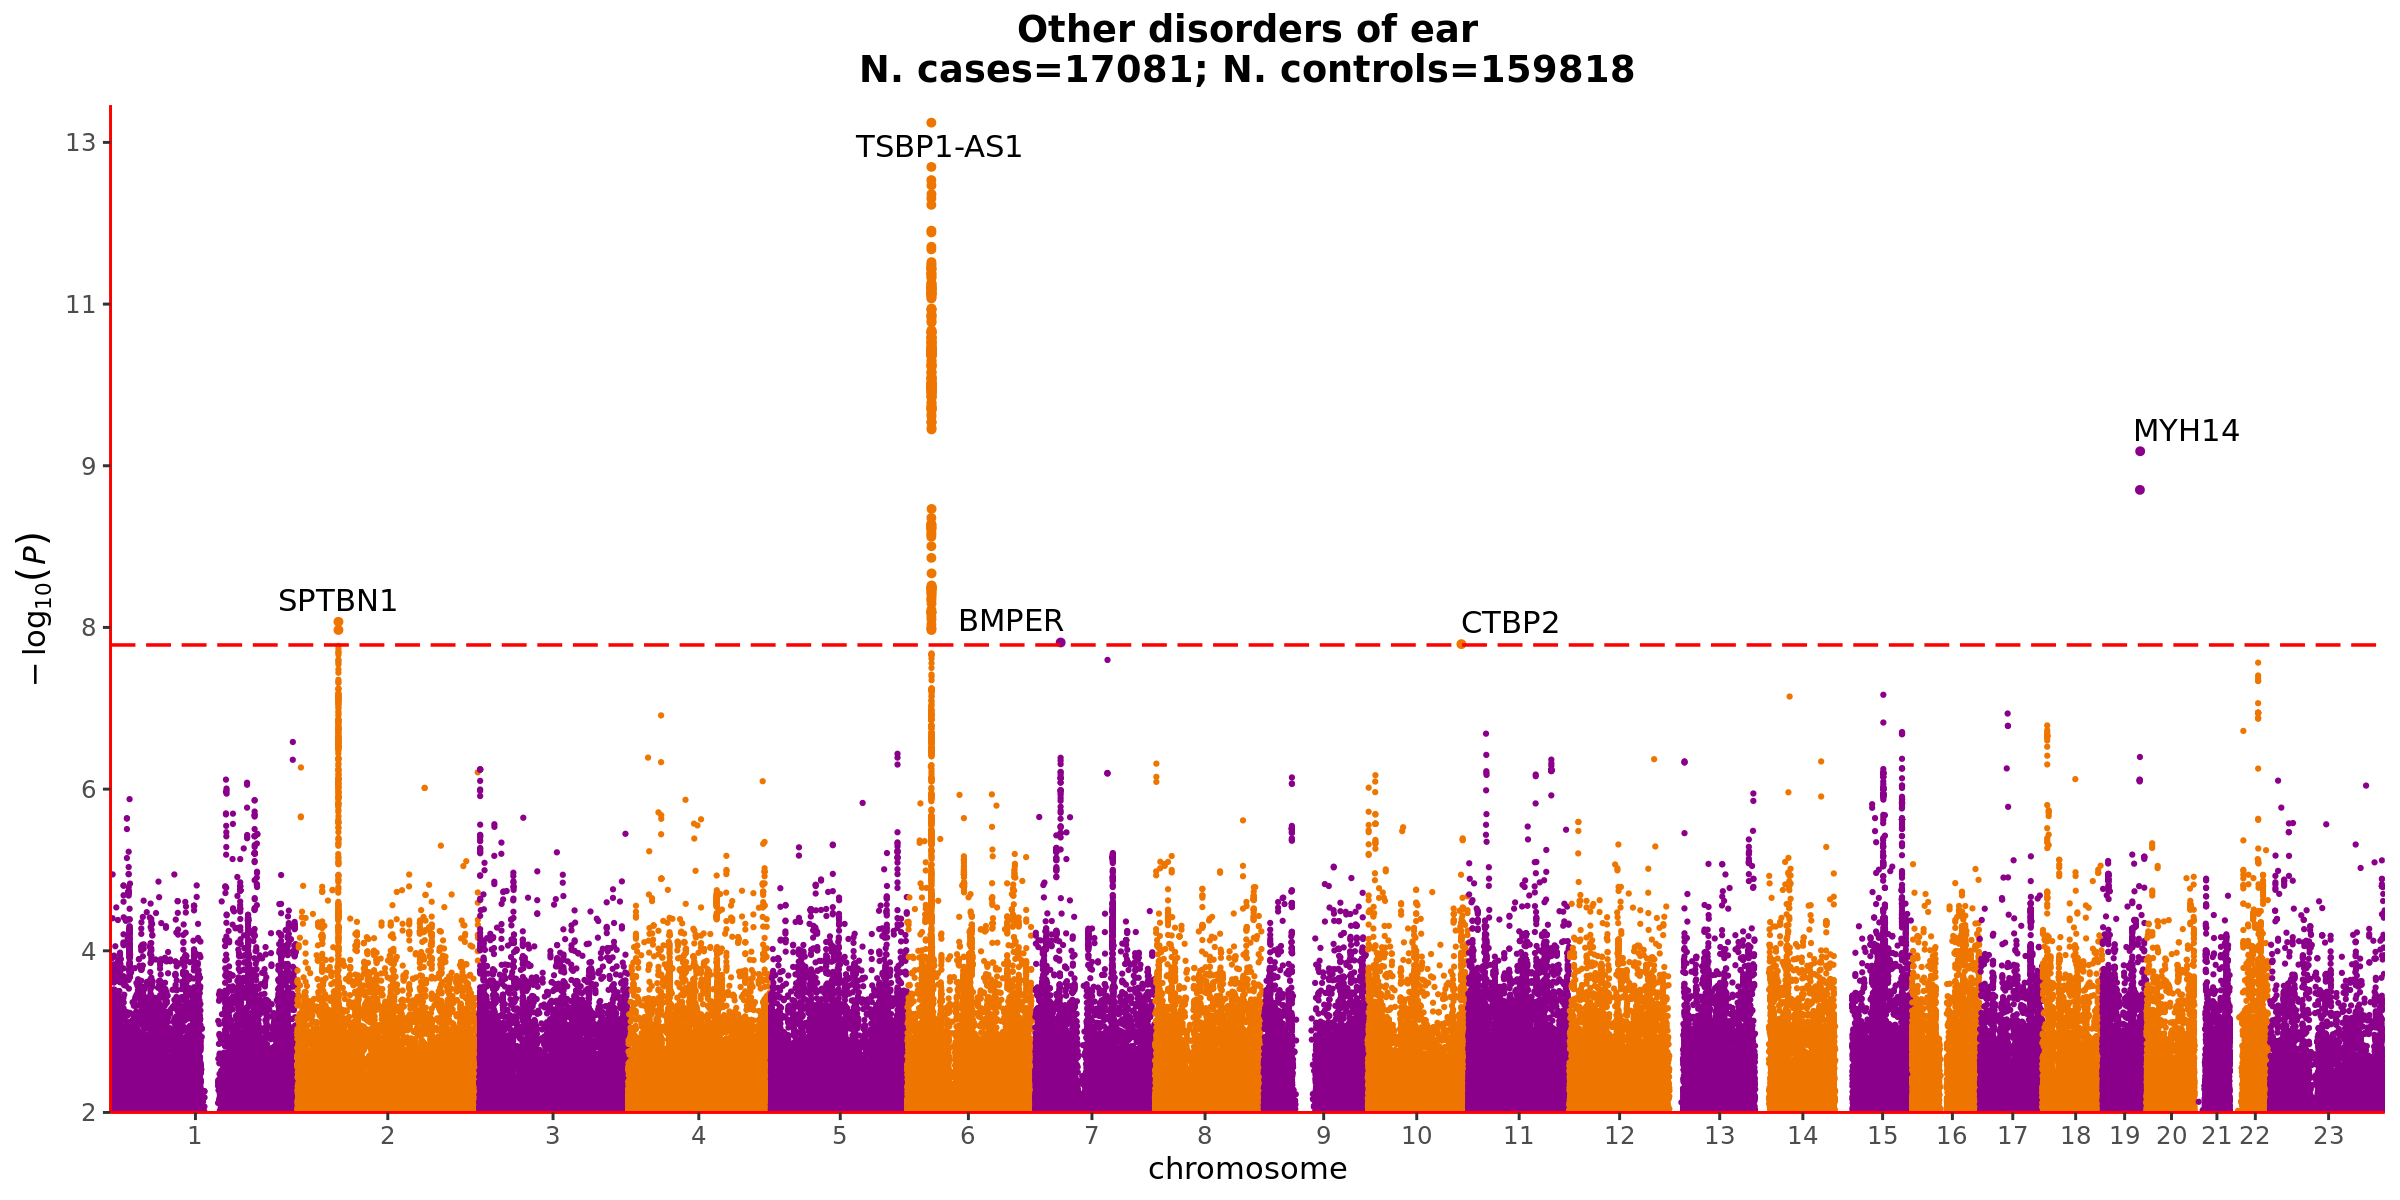 Other disorders of ear
N. cases=17081; N. controls=159818
13
TSBP1-AS1
11
MYH14
9
SPTBN1
BMPER
CTBP2
8
6
4
2
− log10(P)
1 2 3 4 5 6 7 8 9 10 11 12 13 14 15 16 17 18 19 20 21 22 23
chromosome